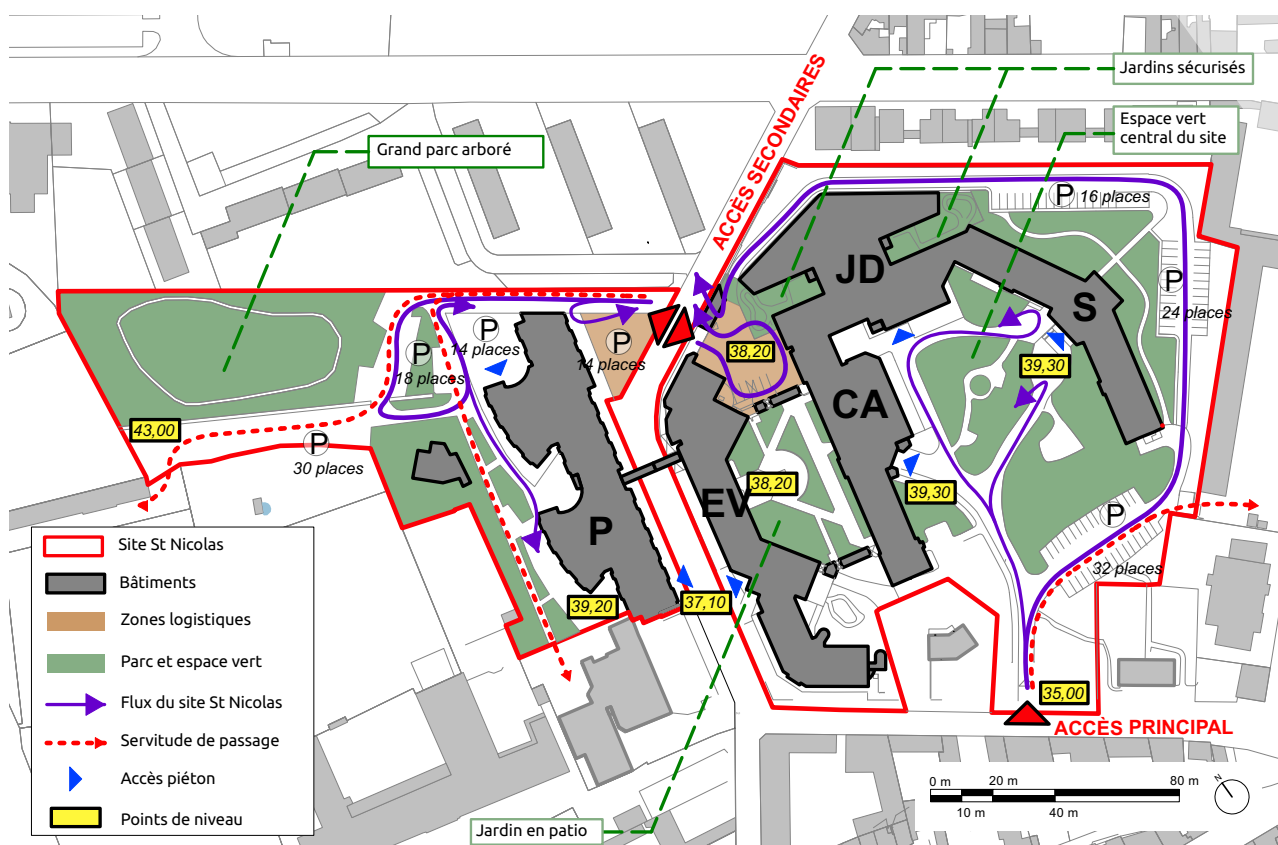 Jardins sécurisés
Espace vert
central du site
Grand parc arboré
ACCÈS SECONDAIRES
P 16 places
JD
S
P
24 places
P
14 places
P
14 places
P
18 places
38,20
39,30
CA
43,00
P
30 places
38,20
39,30
EV
P
P
32 places
39,20
37,10
35,00
ACCÈS PRINCIPAL
Site St Nicolas
Bâtiments
Zones logistiques
Parc et espace vert
Flux du site St Nicolas
Servitude de passage
Accès piéton
Points de niveau
Jardin en patio
0 m 20 m 80 m
10 m 40 m
N